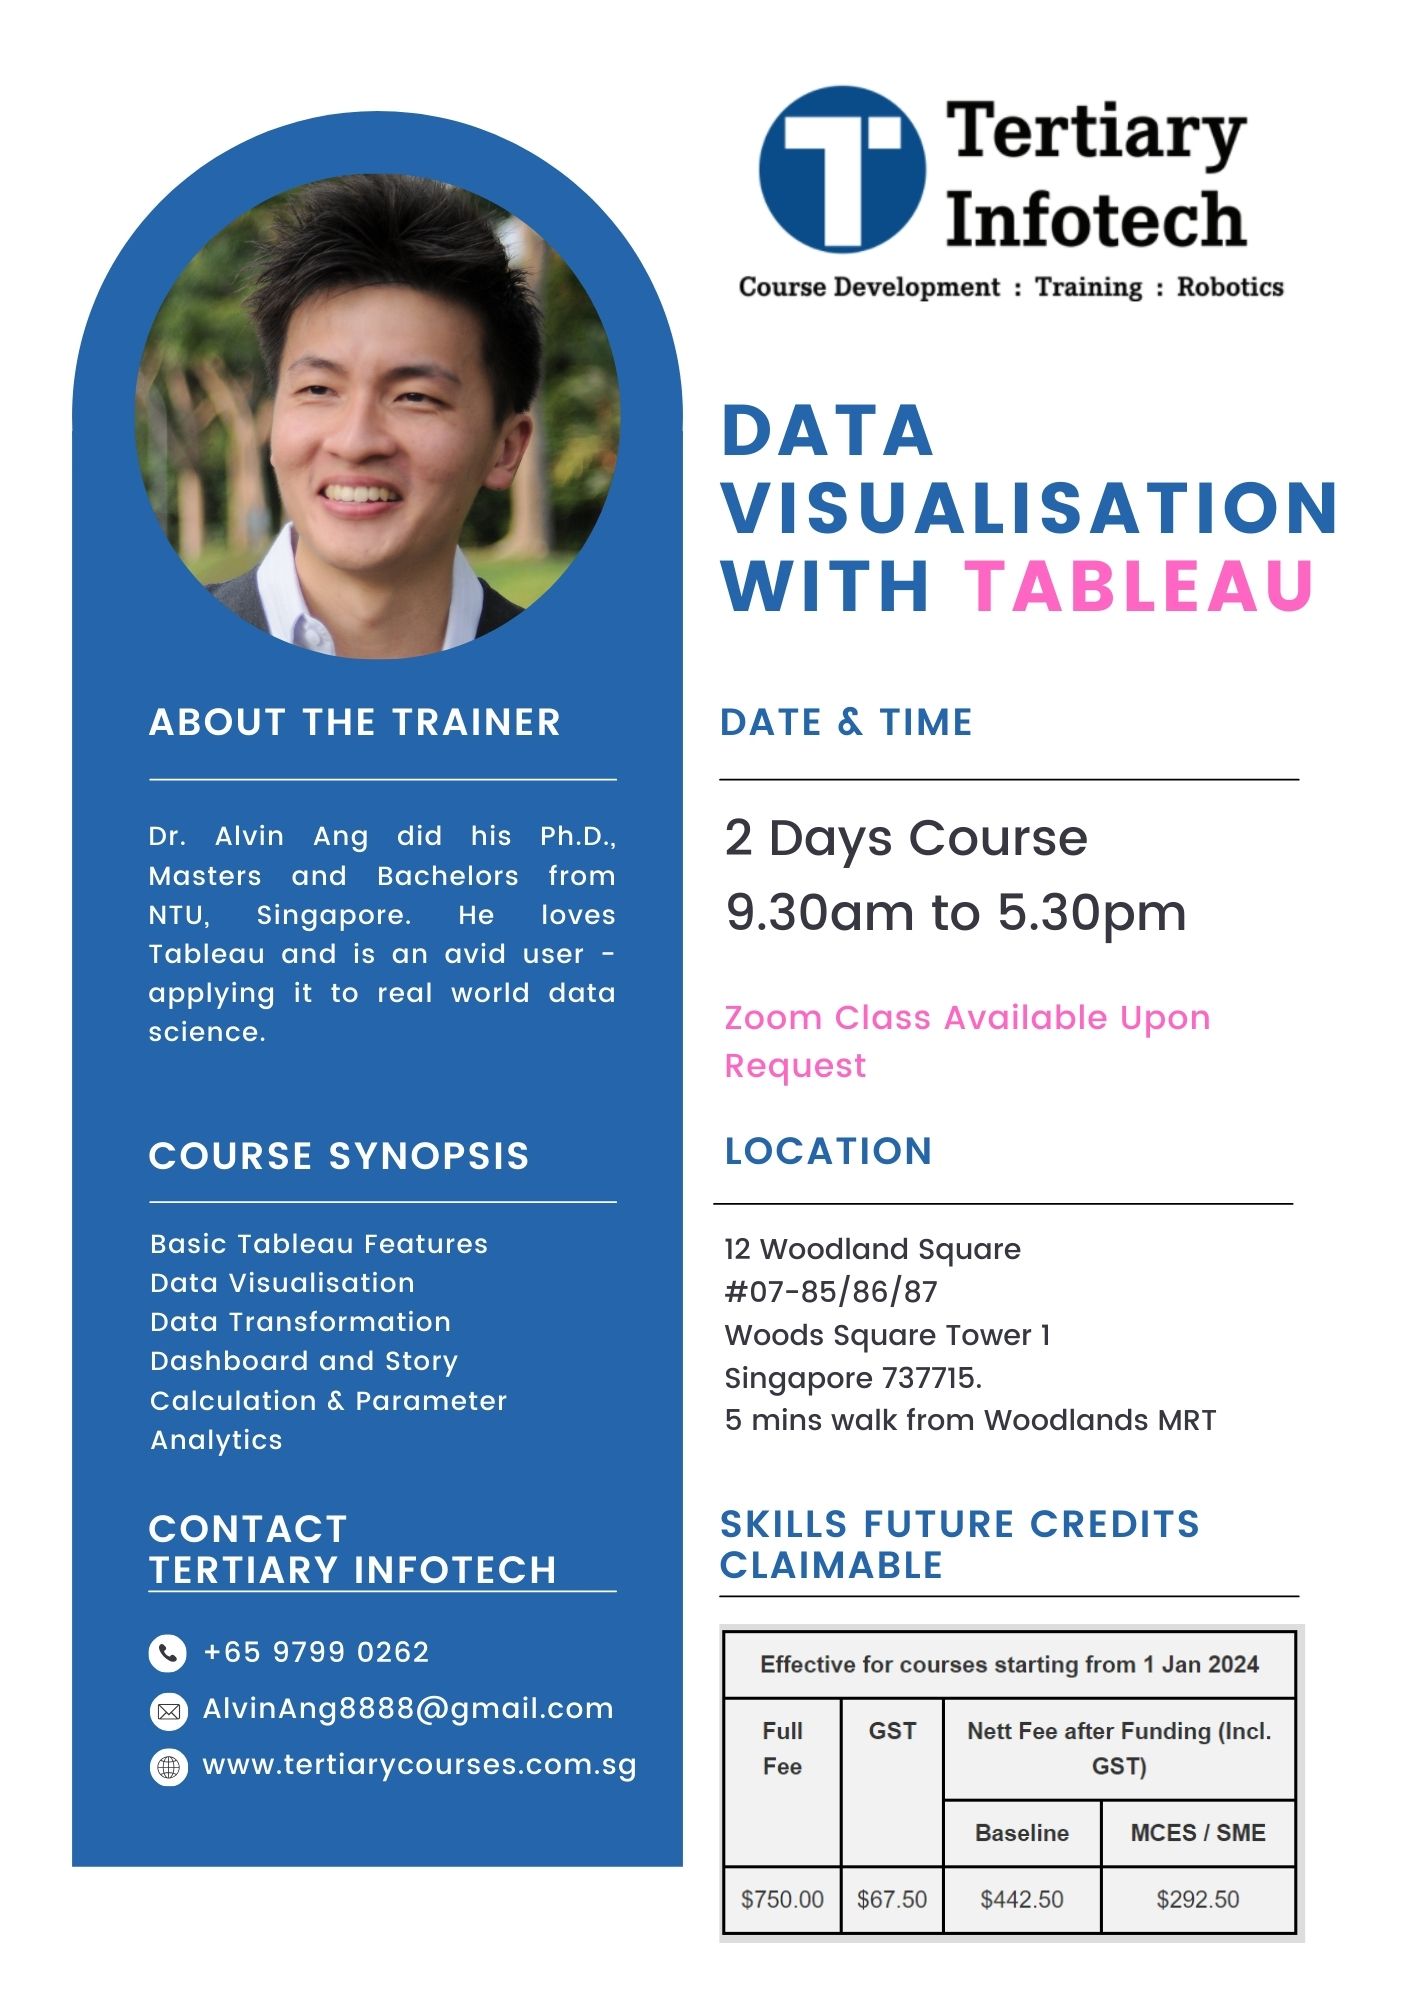 Tertiary
Infotech
Course Development : Training : Robotics
DATA
VISUALISATION
WITH TABLEAU
ABOUT THE TRAINER
Dr. Alvin Ang did his Ph.D.,
Masters and Bachelors from
NTU, Singapore. He loves
Tableau and is an avid user -
applying it to real world data
science.
COURSE SYNOPSIS
Basic Tableau Features
Data Visualisation
Data Transformation
Dashboard and Story
Calculation & Parameter
Analytics
CONTACT
TERTIARY INFOTECH
+65 9799 0262
AlvinAng8888@gmail.com
www.tertiarycourses.com.sg
DATE & TIME
2 Days Course
9.30am to 5.30pm
Zoom Class Available Upon
Request
LOCATION
12 Woodland Square
#07-85/86/87
Woods Square Tower 1
Singapore 737715.
5 mins walk from Woodlands MRT
SKILLS FUTURE CREDITS
CLAIMABLE
Effective for courses starting from 1 Jan 2024
Full
Fee
GST
Nett Fee after Funding (Incl.
GST)
Baseline
MCES / SME
$750.00
$67.50
$442.50
$292.50